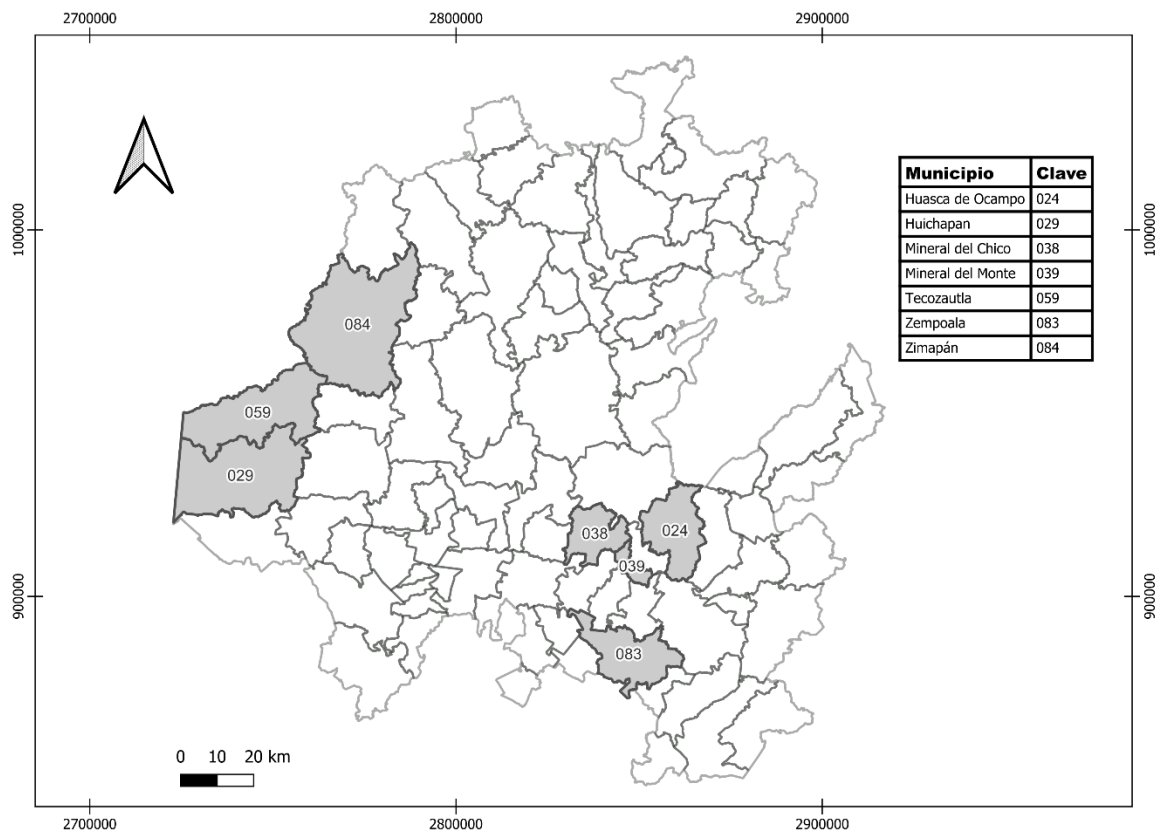 2700000 2800000 2900000
1000000 1000000
Municipio Clave
Huasca de Ocampo 024
Huichapan 029
Mineral del Chico 038
Mineral del Monte 039
Tecozautla 059
Zempoala 083
Zimapán 084
084
059
029
038
024
039
900000 900000
083
0 10 20 km
2700000 2800000 2900000